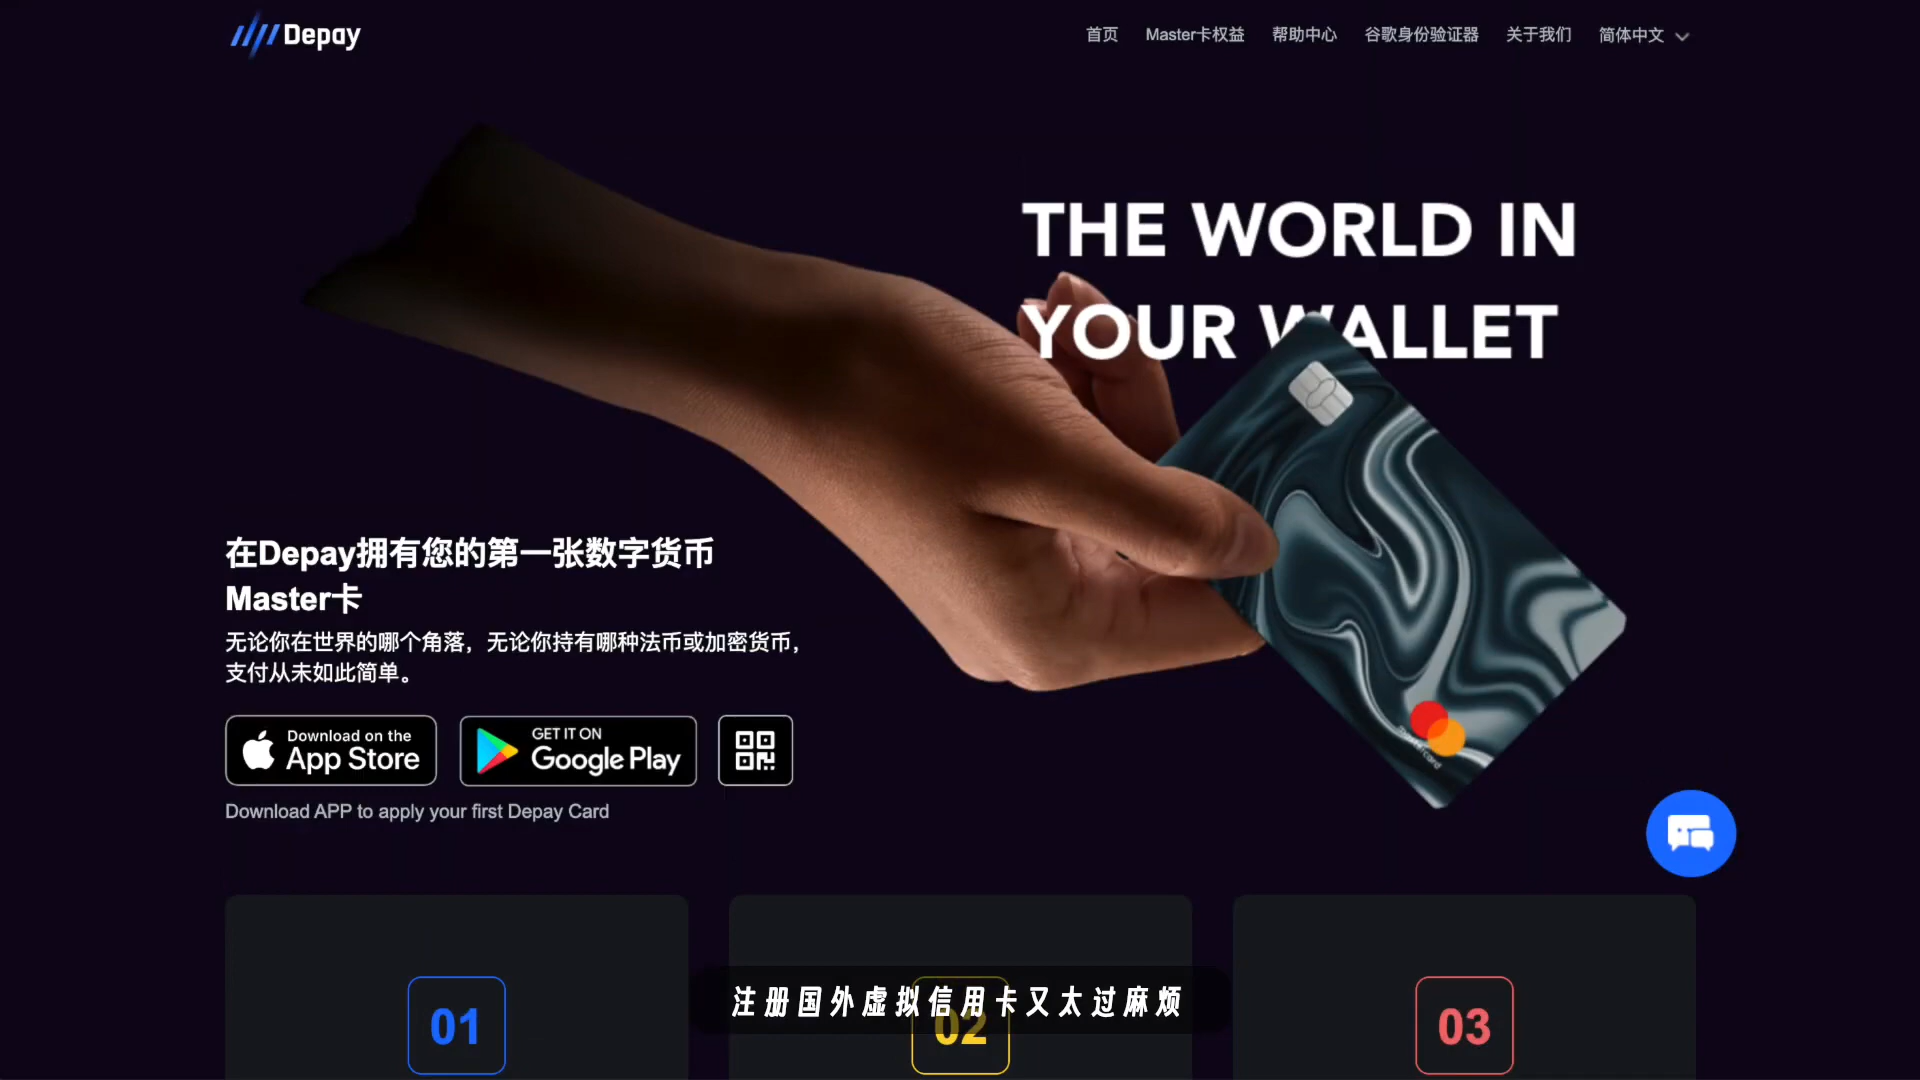 Depay
首页 Master卡权益 帮助中心 谷歌身份验证器 关于我们 简体中文
THE WORLD IN
YOUR WALLET
在Depay拥有您的第一张数字货币
Master卡
无论你在世界的哪个角落，无论你持有哪种法币或加密货币，
支付从未如此简单。
Download on the
App Store
GET IT ON
Google Play
Download APP to apply your first Depay Card
mastercard
01
02
03
注册国外虚拟信用卡又太过麻烦